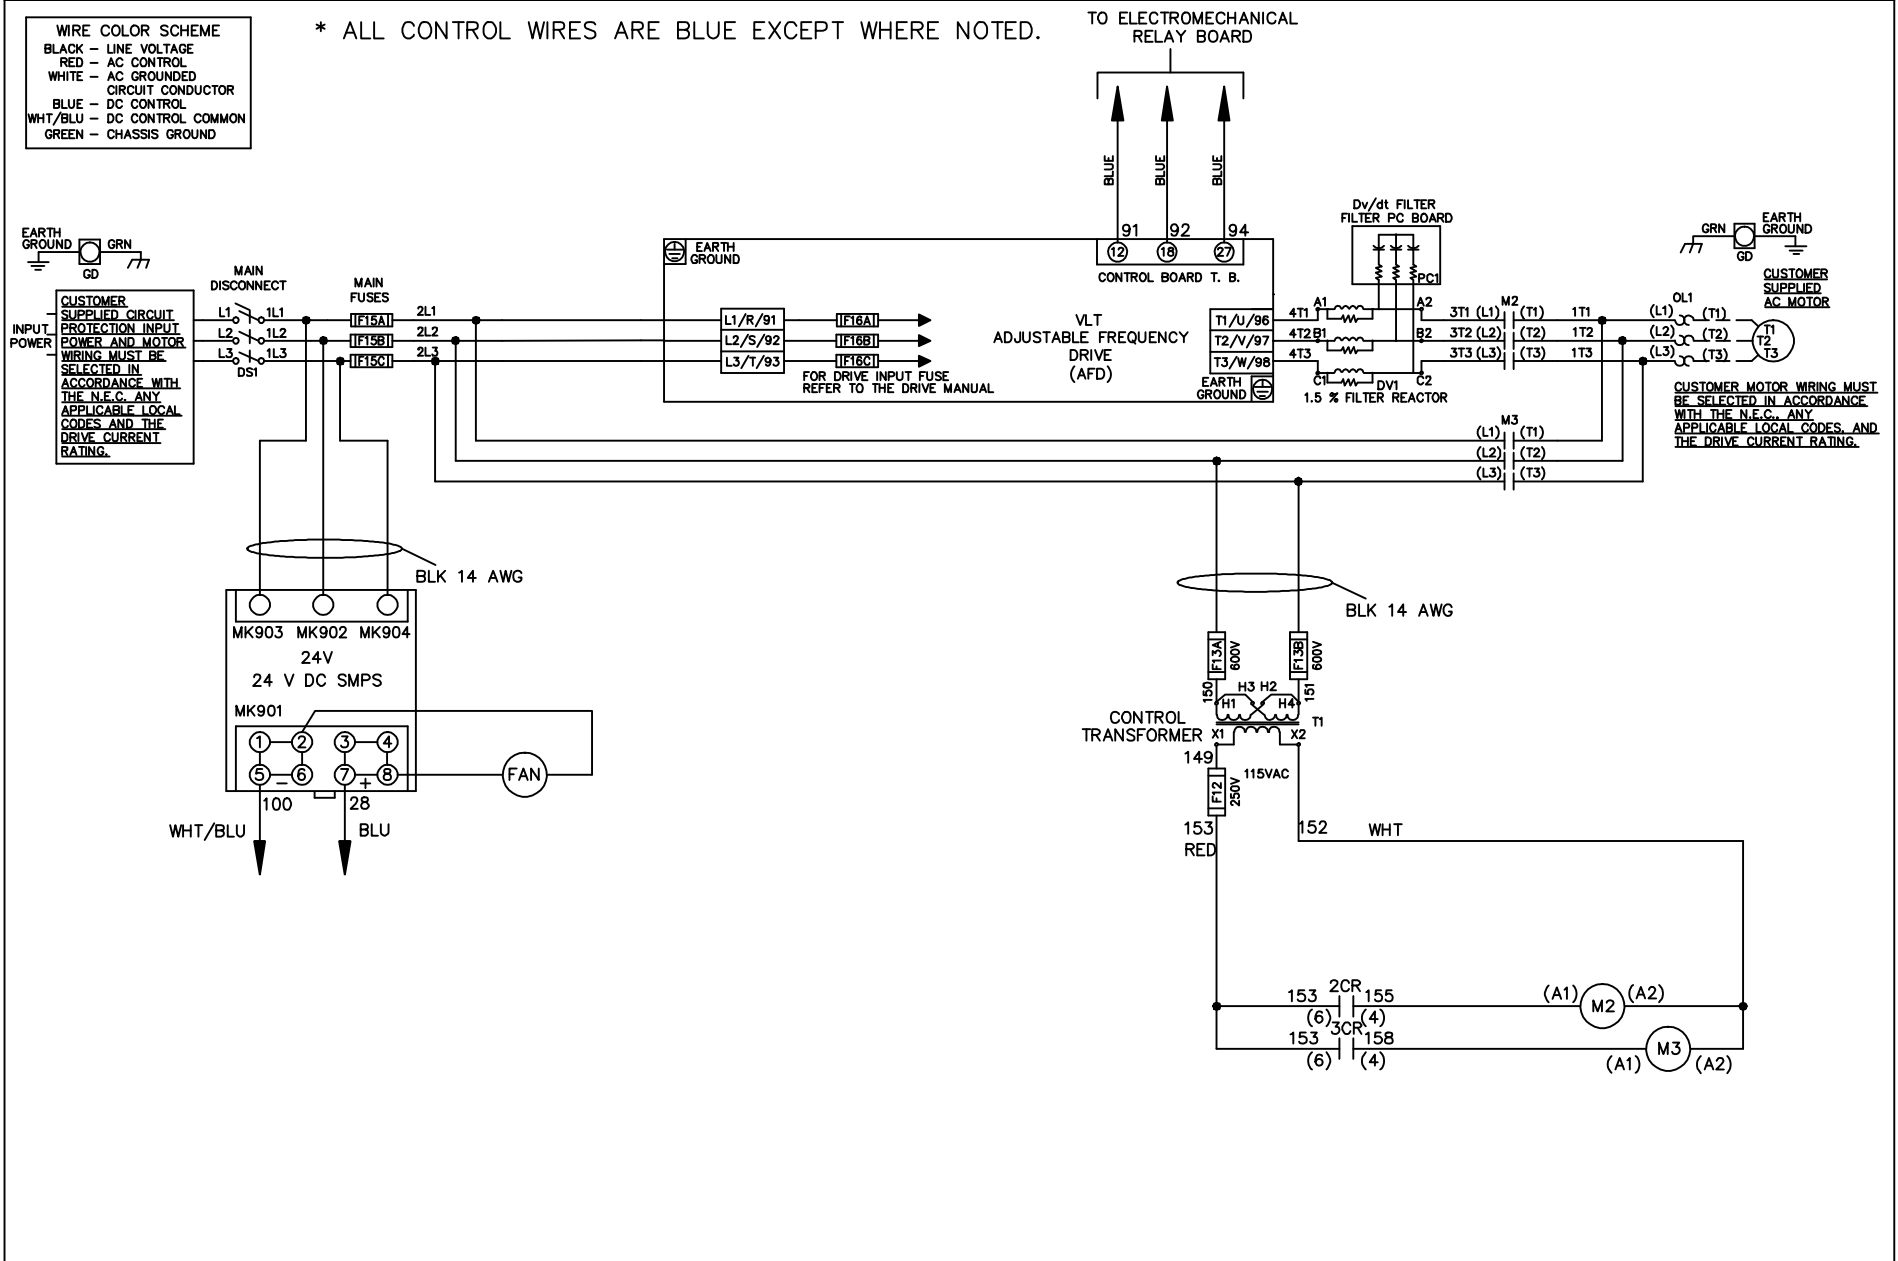 WIRE COLOR SCHEME
BLACK – LINE VOLTAGE
RED – AC CONTROL
WHITE – AC GROUNDED
CIRCUIT CONDUCTOR
BLUE – DC CONTROL
WHT/BLU – DC CONTROL COMMON
GREEN – CHASSIS GROUND
* ALL CONTROL WIRES ARE BLUE EXCEPT WHERE NOTED.
TO ELECTROMECHANICAL
RELAY BOARD
BLUE
BLUE
BLUE
91 92 94
12 18 27
CONTROL BOARD T. B.
EARTH
GROUND
GRN
GD
INPUT
POWER
CUSTOMER
SUPPLIED CIRCUIT
PROTECTION INPUT
POWER AND MOTOR
WIRING MUST BE
SELECTED IN
ACCORDANCE WITH
THE N.E.C. ANY
APPLICABLE LOCAL
CODES AND THE
DRIVE CURRENT
RATING.
MAIN
DISCONNECT
L1 1L1
L2 1L2
L3 1L3
DS1
MAIN
FUSES
F15A
F15B
F15C
2L1
2L2
2L3
EARTH
GROUND
L1/R/91
L2/S/92
L3/T/93
F16A
F16B
F16C
FOR DRIVE INPUT FUSE
REFER TO THE DRIVE MANUAL
VLT
ADJUSTABLE FREQUENCY
DRIVE
(AFD)
T1/U/96
T2/V/97
T3/W/98
EARTH
GROUND
Dv/dt FILTER
FILTER PC BOARD
PC1
4T1 A1 A2
4T2 B1 B2
4T3
C1 C2
DV1
1.5 % FILTER REACTOR
M2
3T1 (L1) (T1) 1T1
3T2 (L2) (T2) 1T2
3T3 (L3) (T3) 1T3
M3
(L1) (T1)
(L2) (T2)
(L3) (T3)
OL1
(L1) (T1)
(L2) (T2)
(L3) (T3)
T1
T2
T3
GRN
GD
EARTH
GROUND
CUSTOMER
SUPPLIED
AC MOTOR
CUSTOMER MOTOR WIRING MUST
BE SELECTED IN ACCORDANCE
WITH THE N.E.C., ANY
APPLICABLE LOCAL CODES, AND
THE DRIVE CURRENT RATING.
BLK 14 AWG
MK903 MK902 MK904
24V
24 V DC SMPS
MK901
1 2 3 4
5 – 6 7 + 8
FAN
100 28
WHT/BLU BLU
BLK 14 AWG
F13A
600V
F13B
600V
150
151
H3 H2
H1 H4
T1
CONTROL
TRANSFORMER
X1 X2
149
115VAC
F12
250V
153
RED
152 WHT
2CR
153 155
(6) (4)
(A1) M2 (A2)
3CR
153 158
(6) (4)
(A1) M3 (A2)